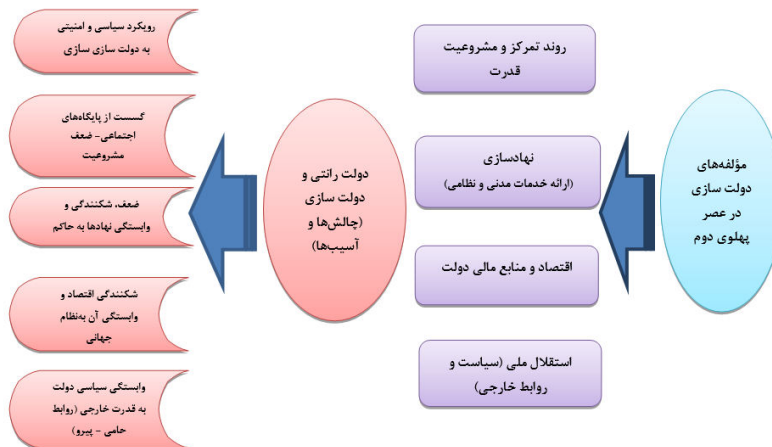 مؤلفه‌های
دولت سازی
در عصر
پهلوی دوم
روند تمرکز و مشروعیت
قدرت
نهادسازی
(ارائه خدمات مدنی و نظامی)
اقتصاد و منابع مالی دولت
استقلال ملی (سیاست و
روابط خارجی)
دولت رانتی و
دولت سازی
(چالش‌ها و
آسیب‌ها)
رویکرد سیاسی و امنیتی
به دولت سازی سازی
گسست از پایگاه‌های
اجتماعی- ضعف
مشروعیت
ضعف، شکنندگی و
وابستگی نهادها به حاکم
شکنندگی اقتصاد و
وابستگی آن به‌نظام
جهانی
وابستگی سیاسی دولت
به قدرت خارجی (روابط
حامی - پیرو)